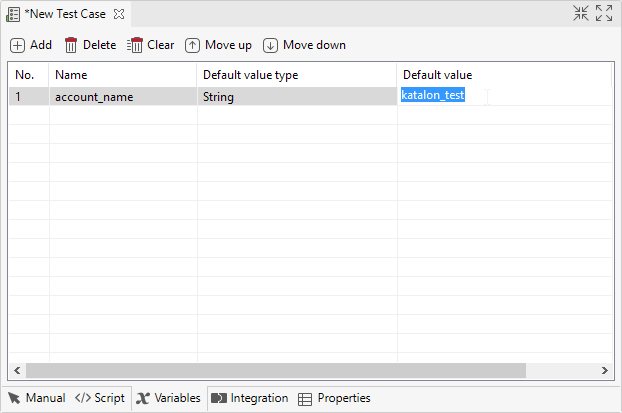 *New Test Case
Add Delete Clear Move up Move down
No. Name Default value type Default value
1 account_name String katalon_test
Manual Script Variables Integration Properties